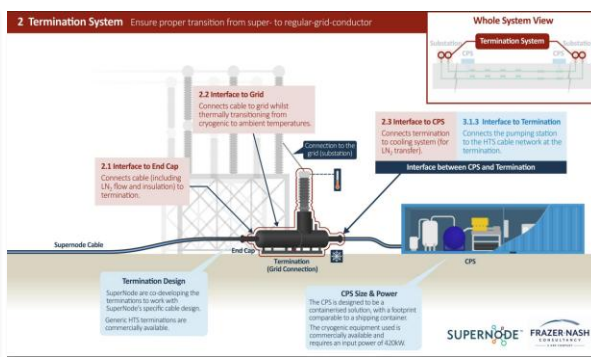 2 Termination System Ensure proper transition from super- to regular-grid-conductor
Whole System View
Substation
Termination System
Substation
CPS
CPS
2.2 Interface to Grid
Connects cable to grid whilst
thermally transitioning from
cryogenic to ambient temperatures.
Connection to the
grid (substation)
2.3 Interface to CPS
Connects termination
to cooling system (for
LN₂ transfer).
3.1.3 Interface to Termination
Connects the pumping station
to the HTS cable network at the
termination.
Interface between CPS and Termination
2.1 Interface to End Cap
Connects cable (including
LN₂ flow and insulation) to
termination.
Supernode Cable
End Cap
Termination
(Grid Connection)
CPS
Termination Design
SuperNode are co-developing the
terminations to work with
SuperNode's specific cable design.
Generic HTS terminations are
commercially available.
CPS Size & Power
The CPS is designed to be a
containerised solution, with a footprint
comparable to a shipping container.
The cryogenic equipment used is
commercially available and
requires an input power of 420kW.
SUPERNODE
FRAZER-NASH
CONSULTANCY